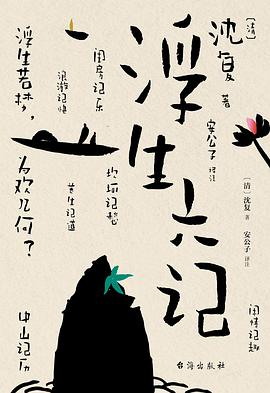 浮生六记
[清]
沈复
著
安公子 译注
浮生若梦，
为欢几何？
闺房记乐
浪游记快
坎坷记愁
养生记道
中山记历
闲情记趣
〔清〕沈复 著
安公子 译注
台海出版社